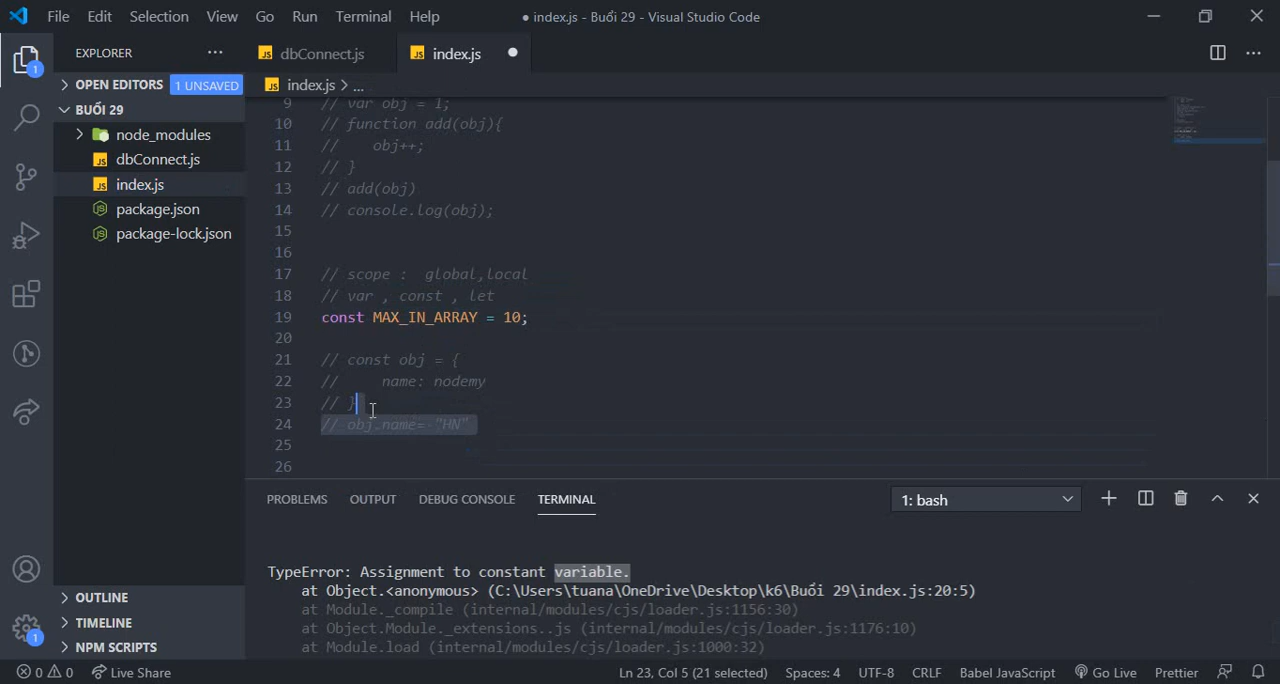 File Edit Selection View Go Run Terminal Help
● index.js - Buổi 29 - Visual Studio Code
EXPLORER ···
OPEN EDITORS 1 UNSAVED
BUỔI 29
node_modules
dbConnect.js
index.js
package.json
package-lock.json
OUTLINE
TIMELINE
NPM SCRIPTS
1
1
JS dbConnect.js JS index.js ●
JS index.js > ...
9 // var obj = 1;
10 // function add(obj){
11 //     obj++;
12 // }
13 // add(obj)
14 // console.log(obj);
15
16
17 // scope :  global,local
18 // var , const , let
19 const MAX_IN_ARRAY = 10;
20
21 // const obj = {
22 //      name: nodemy
23 // }
24 // obj.name= "HN"
25
26
PROBLEMS OUTPUT DEBUG CONSOLE TERMINAL 1: bash
TypeError: Assignment to constant variable.
    at Object.<anonymous> (C:\Users\tuana\OneDrive\Desktop\k6\Buổi 29\index.js:20:5)
    at Module._compile (internal/modules/cjs/loader.js:1156:30)
    at Object.Module._extensions..js (internal/modules/cjs/loader.js:1176:10)
    at Module.load (internal/modules/cjs/loader.js:1000:32)
0 0 Live Share Ln 23, Col 5 (21 selected) Spaces: 4 UTF-8 CRLF Babel JavaScript Go Live Prettier